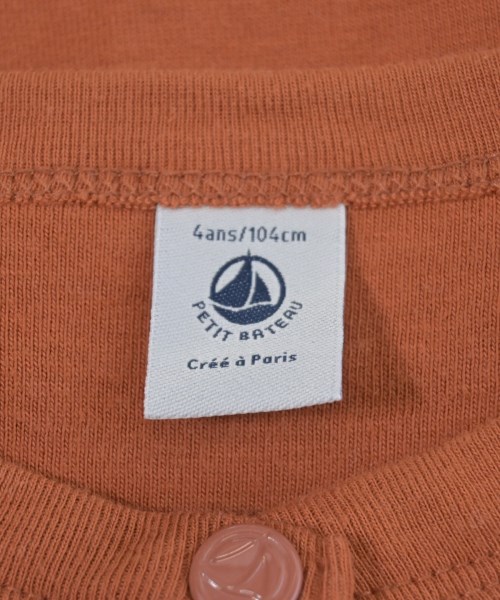 4ans/104cm
PETIT BATEAU
Créé à Paris